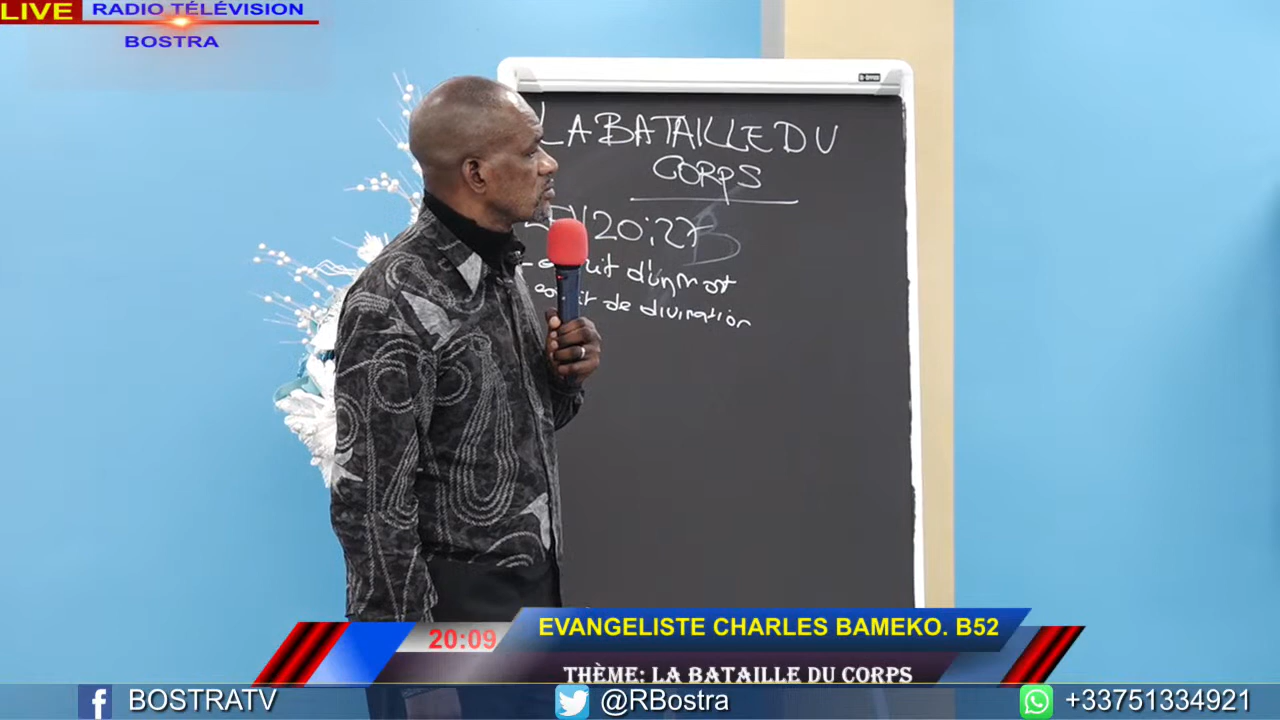 LIVE
RADIO TÉLÉVISION
BOSTRA
LA BATAILLE DU
CORPS
20:27
d'un mort
de divination
20:09
EVANGELISTE CHARLES BAMEKO. B52
THÈME: LA BATAILLE DU CORPS
BOSTRATV
@RBostra
+33751334921